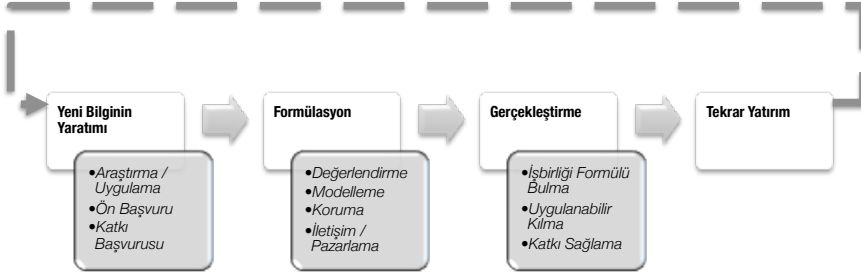 Yeni Bilginin
Yaratımı
•Araştırma /
Uygulama
•Ön Başvuru
•Katkı
Başvurusu
Formülasyon
•Değerlendirme
•Modelleme
•Koruma
•İletişim /
Pazarlama
Gerçekleştirme
•İşbirliği Formülü
Bulma
•Uygulanabilir
Kılma
•Katkı Sağlama
Tekrar Yatırım